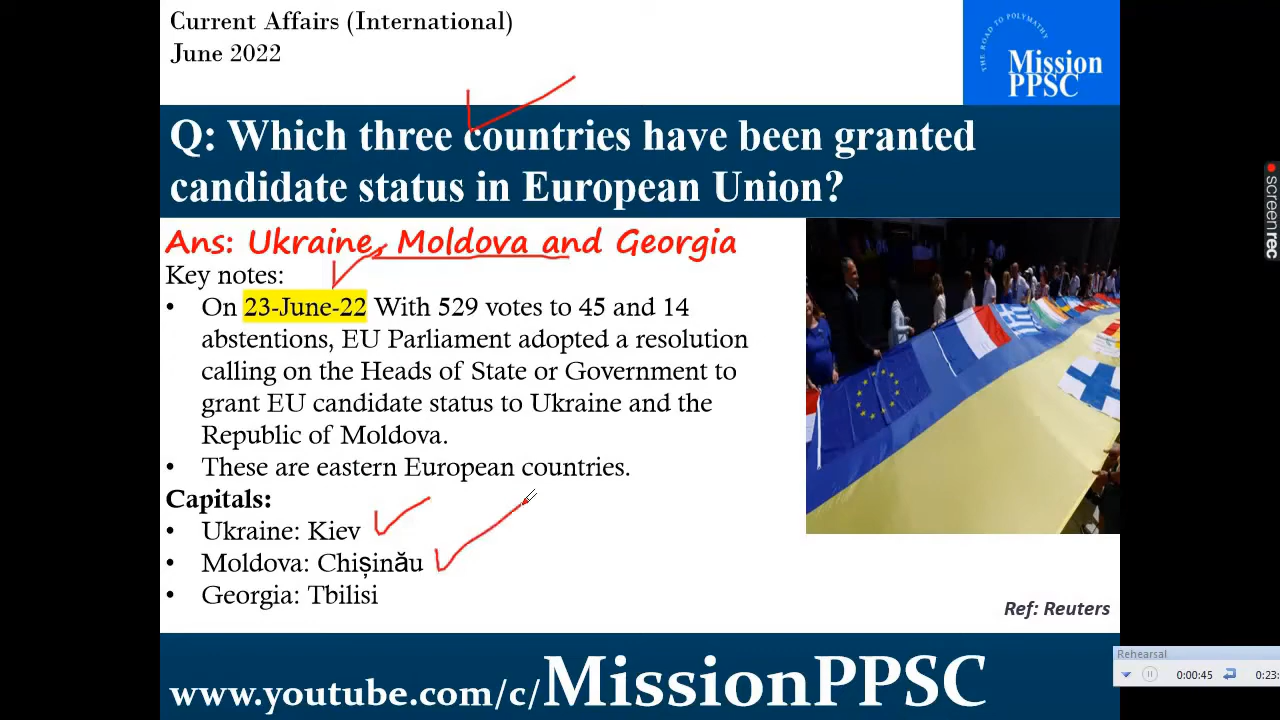 Current Affairs (International)
June 2022
THE ROAD TO POLYMATHY
Mission
PPSC
Q: Which three countries have been granted
candidate status in European Union?
Ans: Ukraine, Moldova and Georgia
Key notes:
• On 23-June-22 With 529 votes to 45 and 14
abstentions, EU Parliament adopted a resolution
calling on the Heads of State or Government to
grant EU candidate status to Ukraine and the
Republic of Moldova.
• These are eastern European countries.
Capitals:
• Ukraine: Kiev
• Moldova: Chișinău
• Georgia: Tbilisi
Ref: Reuters
www.youtube.com/c/MissionPPSC
screenrec
Rehearsal
0:00:45 0:23: